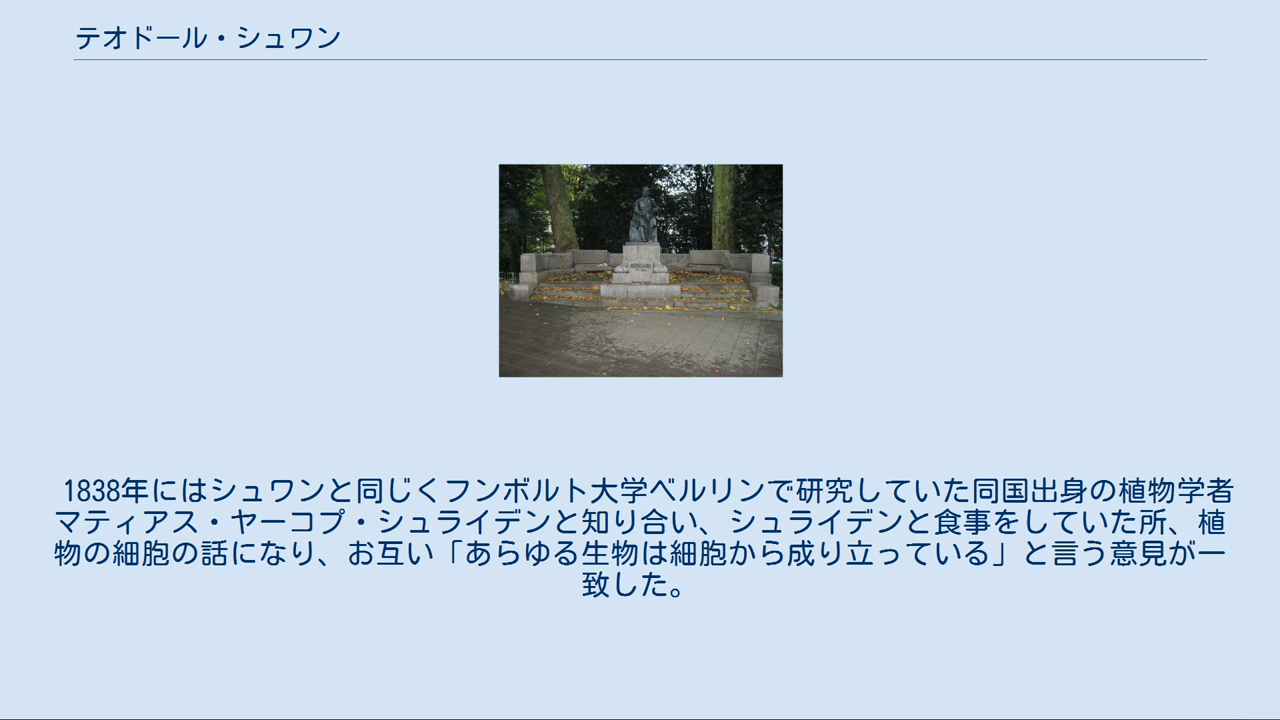 テオドール・シュワン
1838年にはシュワンと同じくフンボルト大学ベルリンで研究していた同国出身の植物学者
マティアス・ヤーコプ・シュライデンと知り合い、シュライデンと食事をしていた所、植
物の細胞の話になり、お互い「あらゆる生物は細胞から成り立っている」と言う意見が一
致した。